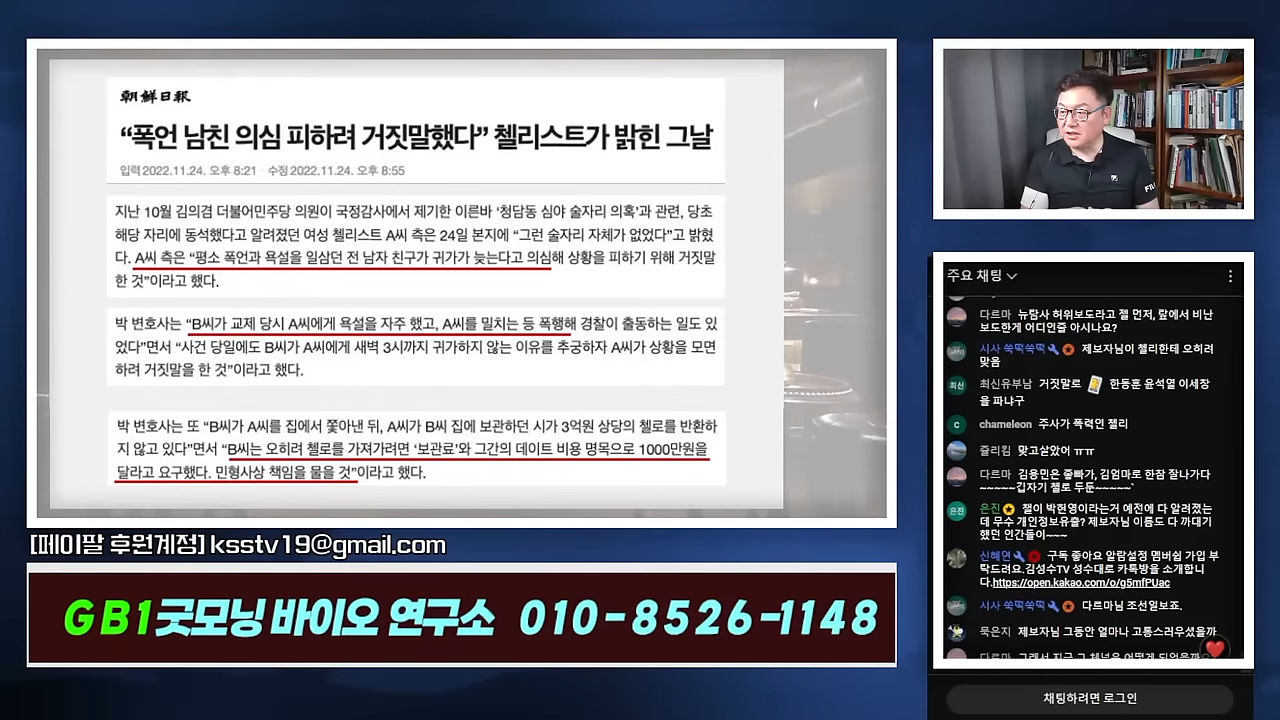 朝鮮日報
“폭언 남친 의심 피하려 거짓말했다” 첼리스트가 밝힌 그날
입력 2022.11.24. 오후 8:21 · 수정 2022.11.24. 오후 8:55
지난 10월 김의겸 더불어민주당 의원이 국정감사에서 제기한 이른바 ‘청담동 심야 술자리 의혹’과 관련, 당초
해당 자리에 동석했다고 알려졌던 여성 첼리스트 A씨 측은 24일 본지에 “그런 술자리 자체가 없었다”고 밝혔
다. A씨 측은 “평소 폭언과 욕설을 일삼던 전 남자 친구가 귀가가 늦는다고 의심해 상황을 피하기 위해 거짓말
한 것”이라고 했다.
박 변호사는 “B씨가 교제 당시 A씨에게 욕설을 자주 했고, A씨를 밀치는 등 폭행해 경찰이 출동하는 일도 있
었다”면서 “사건 당일에도 B씨가 A씨에게 새벽 3시까지 귀가하지 않는 이유를 추궁하자 A씨가 상황을 모면
하려 거짓말을 한 것”이라고 했다.
박 변호사는 또 “B씨가 A씨를 집에서 쫓아낸 뒤, A씨가 B씨 집에 보관하던 시가 3억원 상당의 첼로를 반환하
지 않고 있다”면서 “B씨는 오히려 첼로를 가져가려면 ‘보관료’와 그간의 데이트 비용 명목으로 1000만원을
달라고 요구했다. 민형사상 책임을 물을 것”이라고 했다.
[페이팔 후원계정] ksstv19@gmail.com
GB1굿모닝 바이오 연구소 010-8526-1148
주요 채팅
다르마 뉴탐사 허위보도라고 젤 먼저, 앞에서 비난
보도한게 어디인줄 아시나요?
시사 쑥떡쑥떡 제보자님이 첼리한테 오히려
맞음
최신유부남 거짓말로 한동훈 윤석열 이세창
을 파냐구
chameleon 주사가 폭력인 첼리
쥴리킴 맞고살았어 ㅠㅠ
다르마 김용민은 좋빠가, 김엄마로 한참 잘나가다
~~~~~갑자기 첼로 두둔~~~~~`
은진 첼이 박현영이라는거 예전에 다 알려졌는
데 무수 개인정보유출? 제보자님 이름도 다 까대기
했던 인간들이~~~
신혜연 구독 좋아요 알람설정 멤버쉽 가입 부
탁드려요.김성수TV 성수대로 카톡방을 소개합니
다.https://open.kakao.com/o/g5mfPUac
시사 쑥떡쑥떡 다르마님 조선일보죠.
묵은지 제보자님 그동안 얼마나 고통스러우셨을까
다르마
채팅하려면 로그인